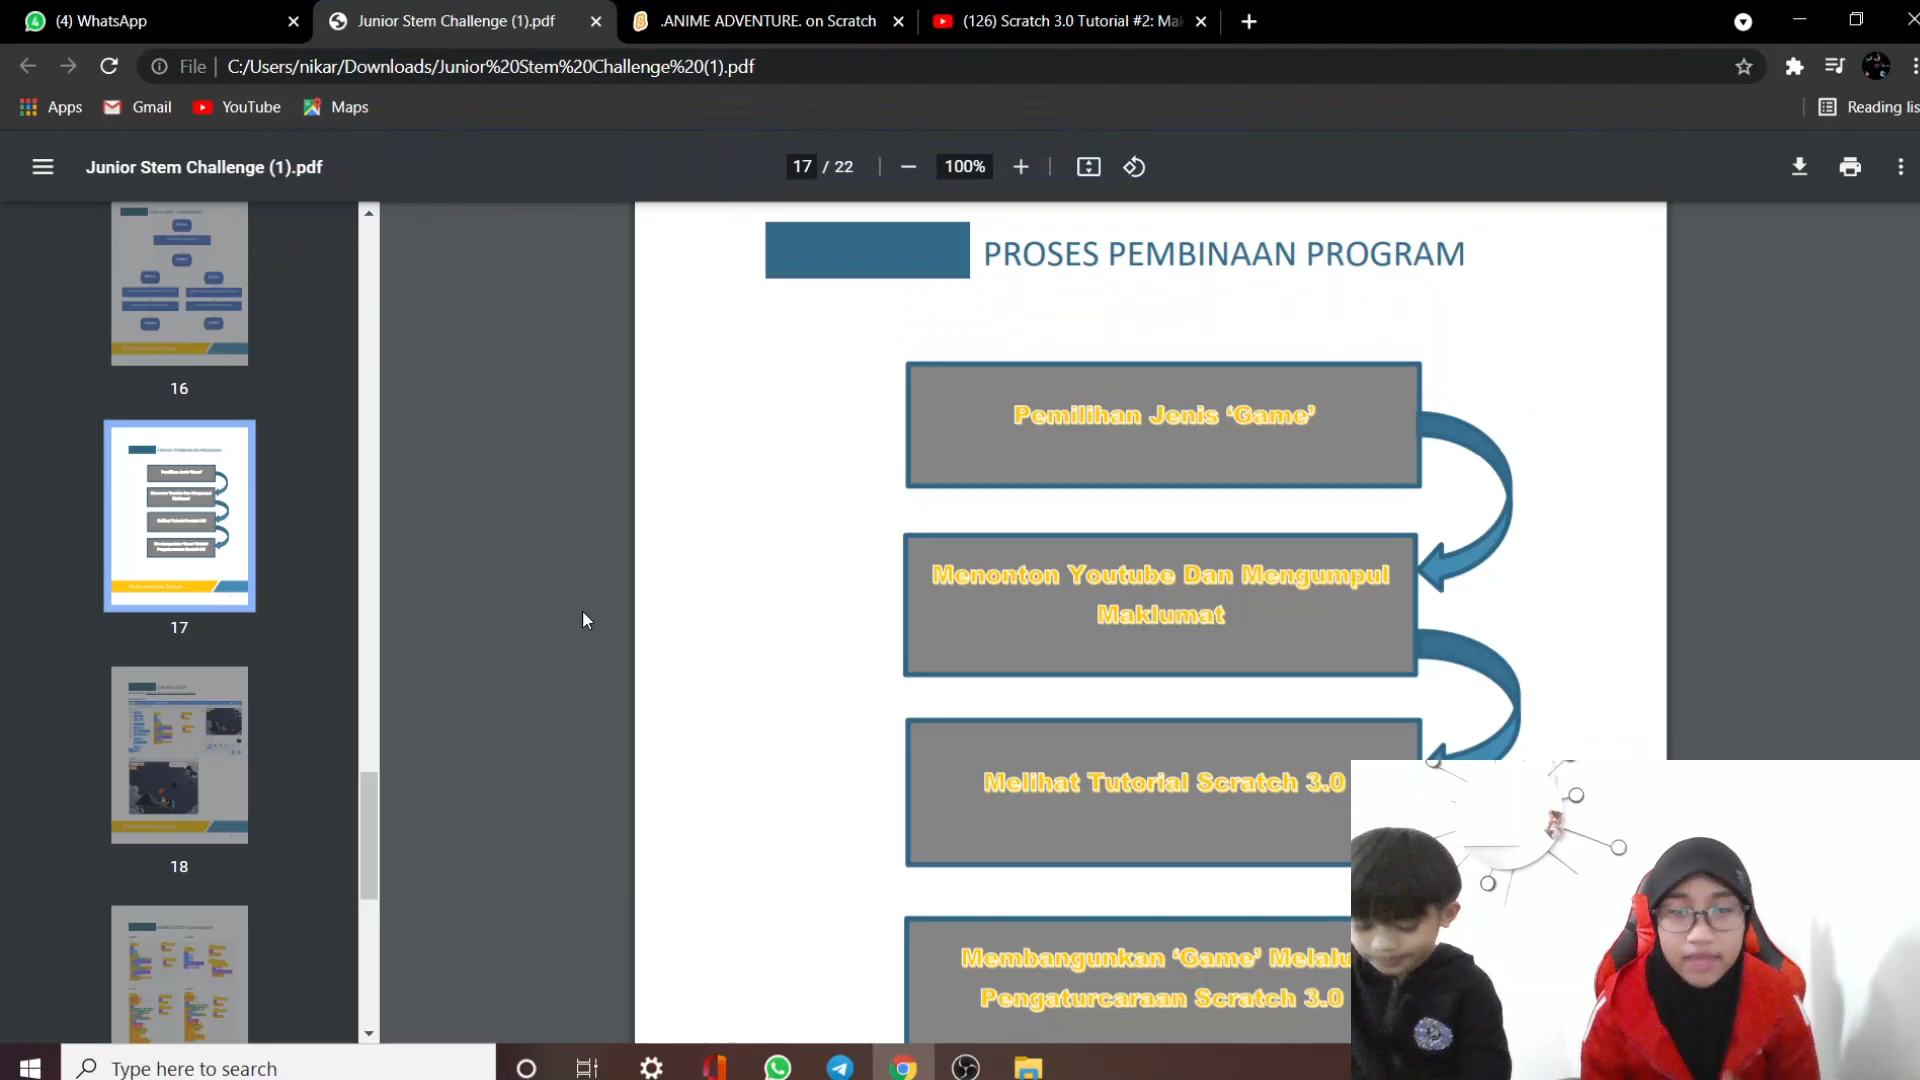 (4) WhatsApp
Junior Stem Challenge (1).pdf
.ANIME ADVENTURE. on Scratch
(126) Scratch 3.0 Tutorial #2: Ma
File
C:/Users/nikar/Downloads/Junior%20Stem%20Challenge%20(1).pdf
Apps
Gmail
YouTube
Maps
Reading lis
Junior Stem Challenge (1).pdf
17 / 22
100%
16
17
18
PROSES PEMBINAAN PROGRAM
Pemilihan Jenis ‘Game’
Menonton Youtube Dan Mengumpul
Maklumat
Melihat Tutorial Scratch 3.0
Membangunkan ‘Game’ Melalu
Pengaturcaraan Scratch 3.0
Type here to search